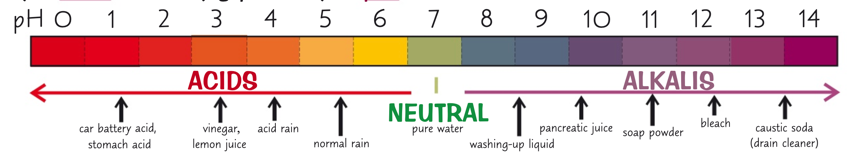 pH 0 1 2 3 4 5 6 7 8 9 10 11 12 13 14
ACIDS
ALKALIS
NEUTRAL
car battery acid,
stomach acid
vinegar,
lemon juice
acid rain
normal rain
pure water
washing-up liquid
pancreatic juice
soap powder
bleach
caustic soda
(drain cleaner)